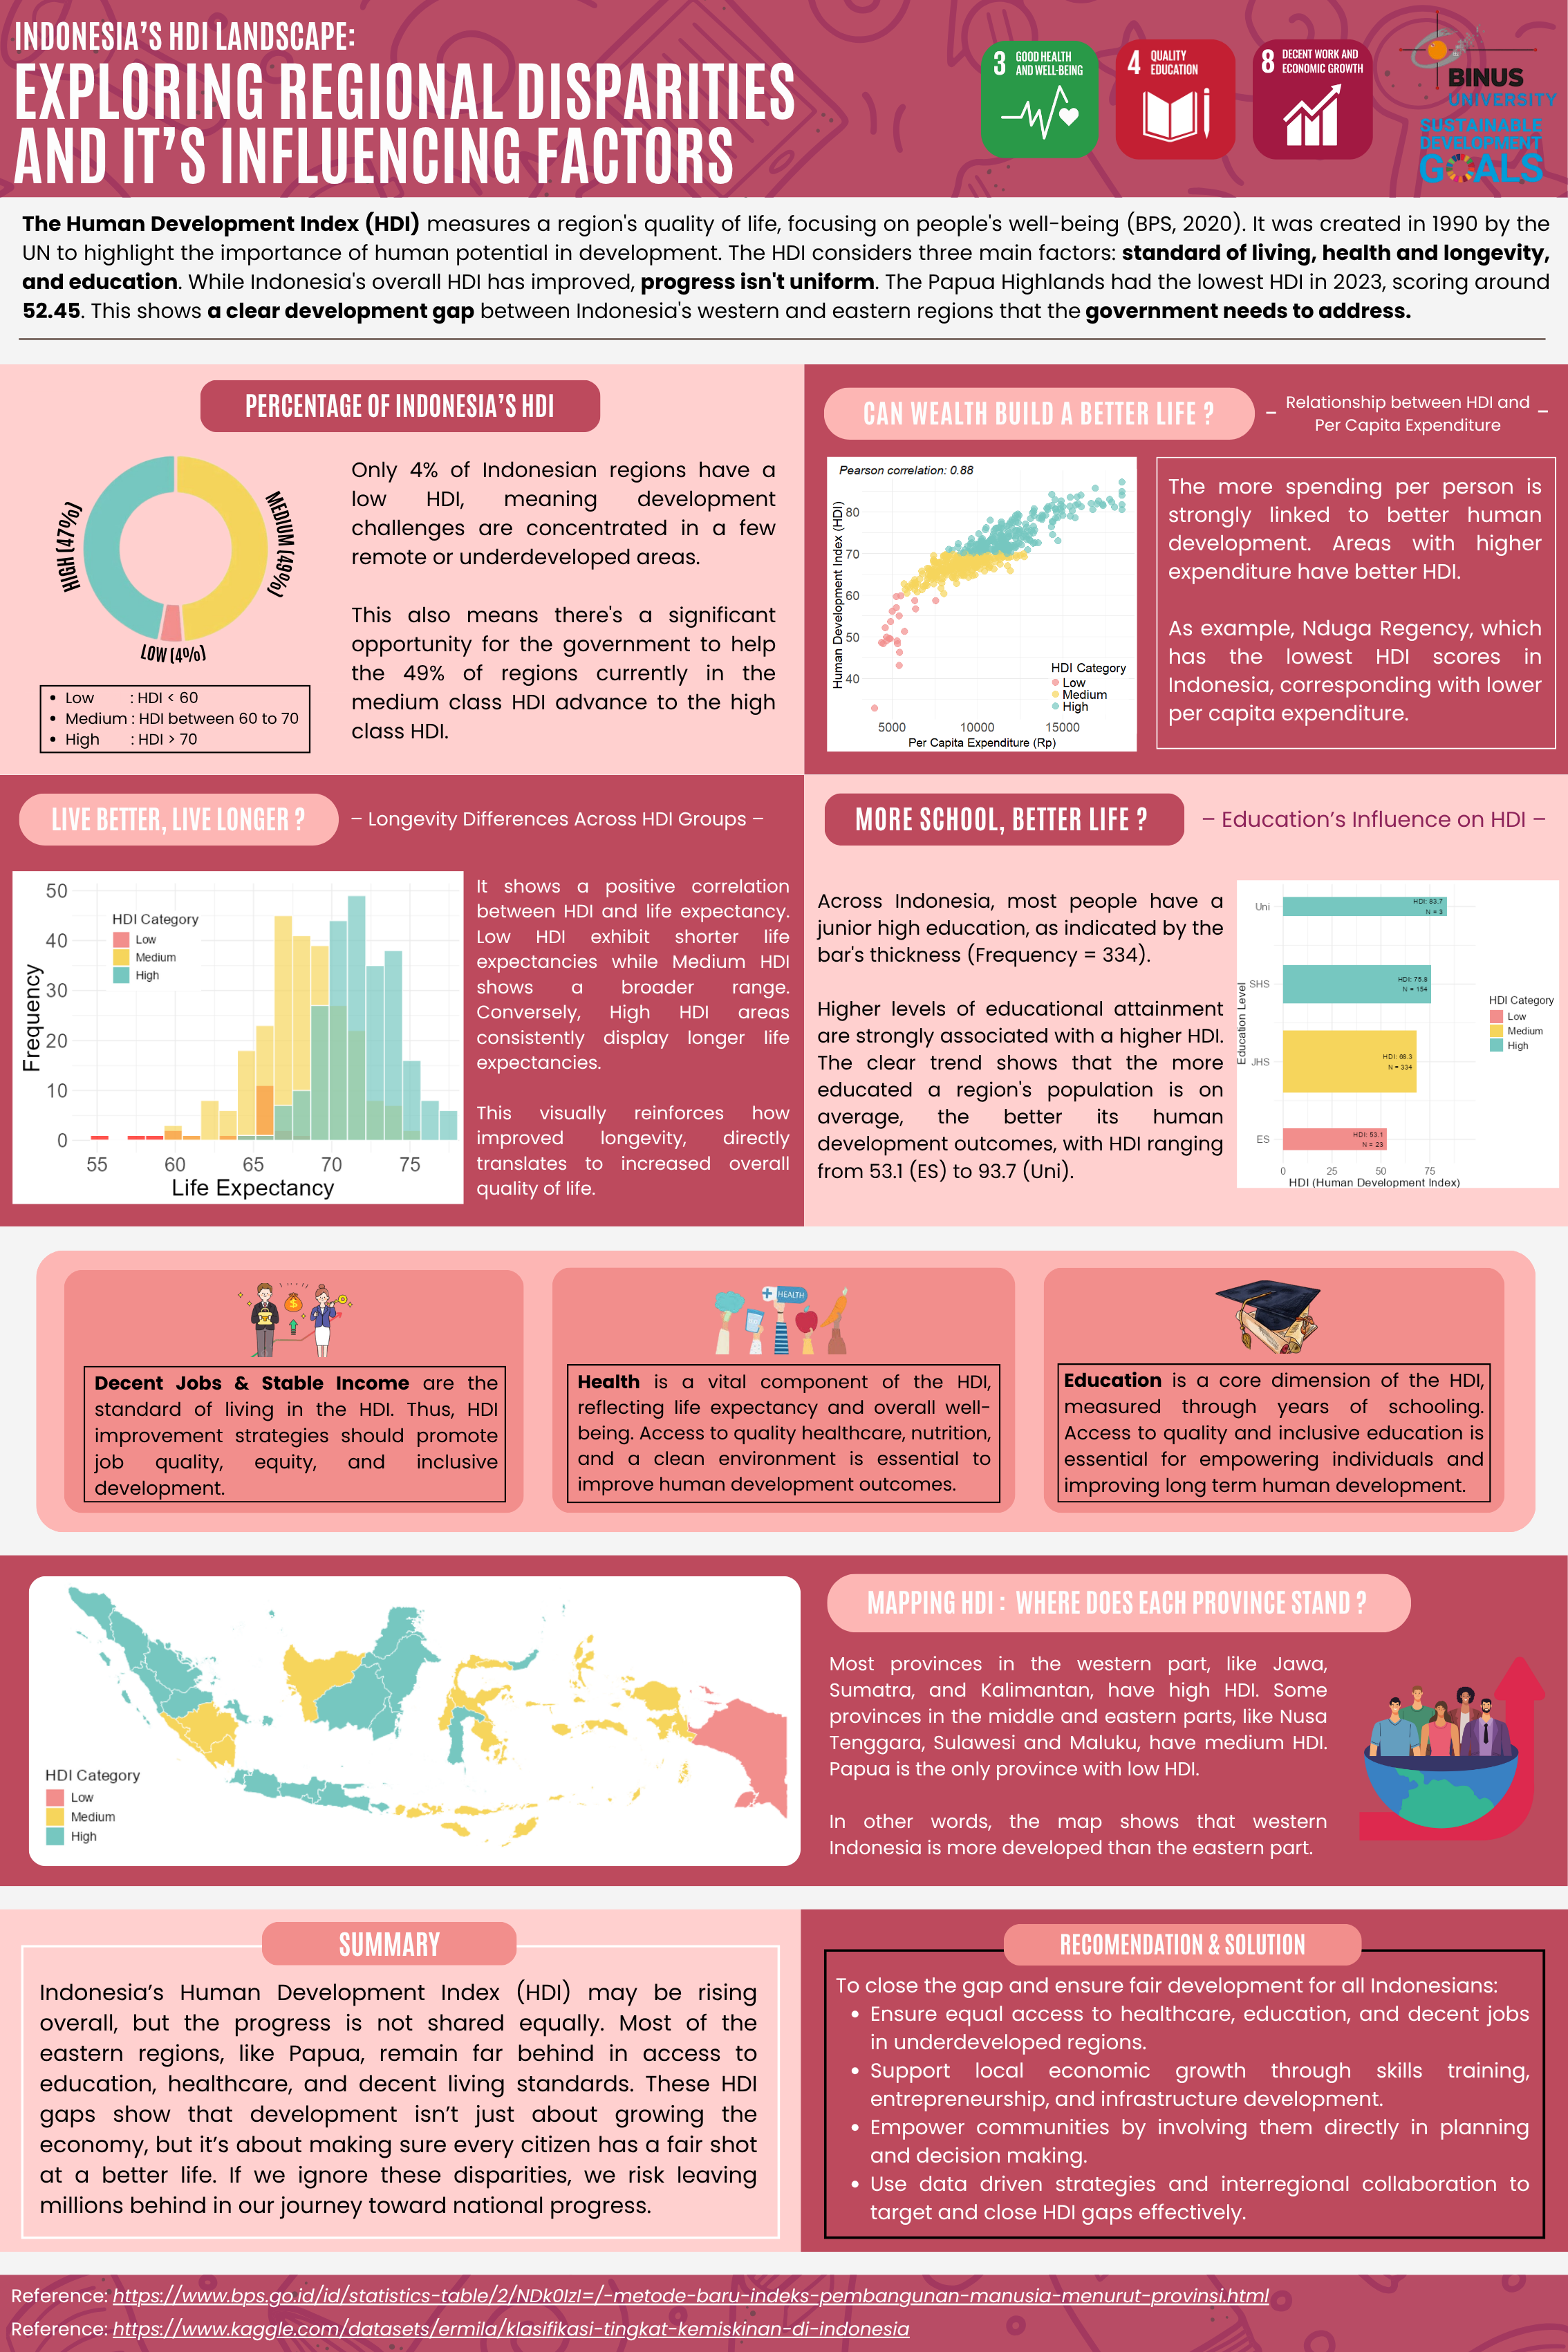 INDONESIA'S HDI LANDSCAPE:
EXPLORING REGIONAL DISPARITIES
AND IT'S INFLUENCING FACTORS
3 GOOD HEALTH
AND WELL-BEING
4 QUALITY
EDUCATION
8 DECENT WORK AND
ECONOMIC GROWTH
BINUS
UNIVERSITY
SUSTAINABLE
DEVELOPMENT
GOALS
The Human Development Index (HDI) measures a region's quality of life, focusing on people's well-being (BPS, 2020). It was created in 1990 by the
UN to highlight the importance of human potential in development. The HDI considers three main factors: standard of living, health and longevity,
and education. While Indonesia's overall HDI has improved, progress isn't uniform. The Papua Highlands had the lowest HDI in 2023, scoring around
52.45. This shows a clear development gap between Indonesia's western and eastern regions that the government needs to address.
PERCENTAGE OF INDONESIA'S HDI
HIGH (47%)
MEDIUM (49%)
LOW (4%)
• Low : HDI < 60
• Medium : HDI between 60 to 70
• High : HDI > 70
Only 4% of Indonesian regions have a
low HDI, meaning development
challenges are concentrated in a few
remote or underdeveloped areas.
This also means there's a significant
opportunity for the government to help
the 49% of regions currently in the
medium class HDI advance to the high
class HDI.
CAN WEALTH BUILD A BETTER LIFE ?
– Relationship between HDI and –
Per Capita Expenditure
Pearson correlation: 0.88
Human Development Index (HDI)
80
70
60
50
40
HDI Category
Low
Medium
High
5000 10000 15000
Per Capita Expenditure (Rp)
The more spending per person is
strongly linked to better human
development. Areas with higher
expenditure have better HDI.
As example, Nduga Regency, which
has the lowest HDI scores in
Indonesia, corresponding with lower
per capita expenditure.
LIVE BETTER, LIVE LONGER ?
– Longevity Differences Across HDI Groups –
Frequency
50
40
30
20
10
0
HDI Category
Low
Medium
High
55 60 65 70 75
Life Expectancy
It shows a positive correlation
between HDI and life expectancy.
Low HDI exhibit shorter life
expectancies while Medium HDI
shows a broader range.
Conversely, High HDI areas
consistently display longer life
expectancies.
This visually reinforces how
improved longevity, directly
translates to increased overall
quality of life.
MORE SCHOOL, BETTER LIFE ?
– Education's Influence on HDI –
Across Indonesia, most people have a
junior high education, as indicated by the
bar's thickness (Frequency = 334).
Higher levels of educational attainment
are strongly associated with a higher HDI.
The clear trend shows that the more
educated a region's population is on
average, the better its human
development outcomes, with HDI ranging
from 53.1 (ES) to 93.7 (Uni).
Education Level
Uni
HDI: 83.7
N = 3
SHS
HDI: 75.8
N = 154
JHS
HDI: 68.3
N = 334
ES
HDI: 53.1
N = 23
0 25 50 75
HDI (Human Development Index)
HDI Category
Low
Medium
High
Decent Jobs & Stable Income are the
standard of living in the HDI. Thus, HDI
improvement strategies should promote
job quality, equity, and inclusive
development.
HEALTH
Health is a vital component of the HDI,
reflecting life expectancy and overall well-
being. Access to quality healthcare, nutrition,
and a clean environment is essential to
improve human development outcomes.
Education is a core dimension of the HDI,
measured through years of schooling.
Access to quality and inclusive education is
essential for empowering individuals and
improving long term human development.
HDI Category
Low
Medium
High
MAPPING HDI : WHERE DOES EACH PROVINCE STAND ?
Most provinces in the western part, like Jawa,
Sumatra, and Kalimantan, have high HDI. Some
provinces in the middle and eastern parts, like Nusa
Tenggara, Sulawesi and Maluku, have medium HDI.
Papua is the only province with low HDI.
In other words, the map shows that western
Indonesia is more developed than the eastern part.
SUMMARY
Indonesia's Human Development Index (HDI) may be rising
overall, but the progress is not shared equally. Most of the
eastern regions, like Papua, remain far behind in access to
education, healthcare, and decent living standards. These HDI
gaps show that development isn't just about growing the
economy, but it's about making sure every citizen has a fair shot
at a better life. If we ignore these disparities, we risk leaving
millions behind in our journey toward national progress.
RECOMENDATION & SOLUTION
To close the gap and ensure fair development for all Indonesians:
• Ensure equal access to healthcare, education, and decent jobs
in underdeveloped regions.
• Support local economic growth through skills training,
entrepreneurship, and infrastructure development.
• Empower communities by involving them directly in planning
and decision making.
• Use data driven strategies and interregional collaboration to
target and close HDI gaps effectively.
Reference: https://www.bps.go.id/id/statistics-table/2/NDk0IzI=/-metode-baru-indeks-pembangunan-manusia-menurut-provinsi.html
Reference: https://www.kaggle.com/datasets/ermila/klasifikasi-tingkat-kemiskinan-di-indonesia